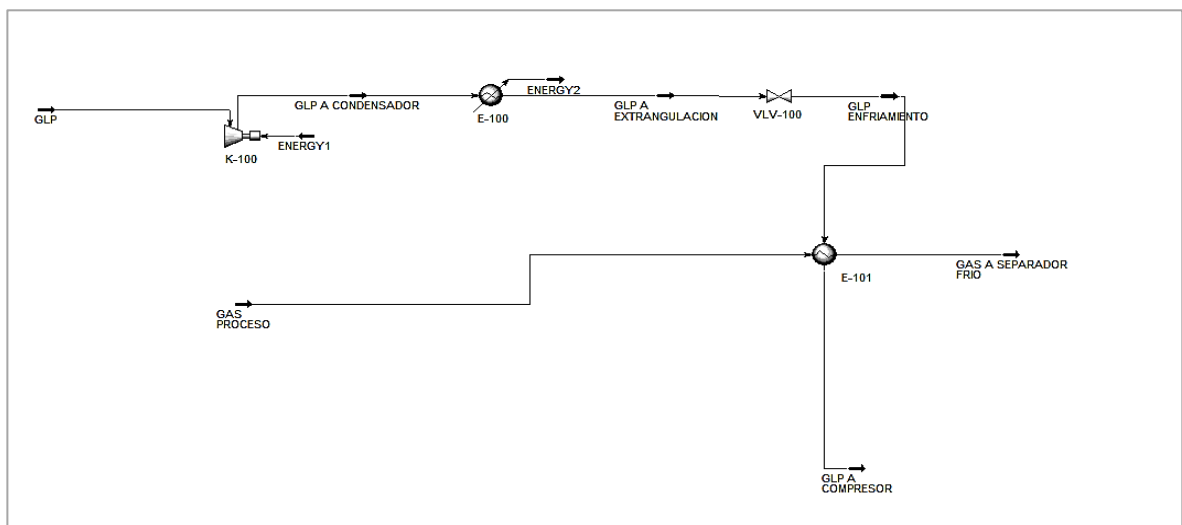 GLP A CONDENSADOR
E-100
ENERGY2
GLP A
EXTRANGULACION
VLV-100
GLP
ENFRIAMIENTO
GLP
K-100
ENERGY1
GAS
PROCESO
E-101
GAS A SEPARADOR
FRIO
GLP A
COMPRESOR